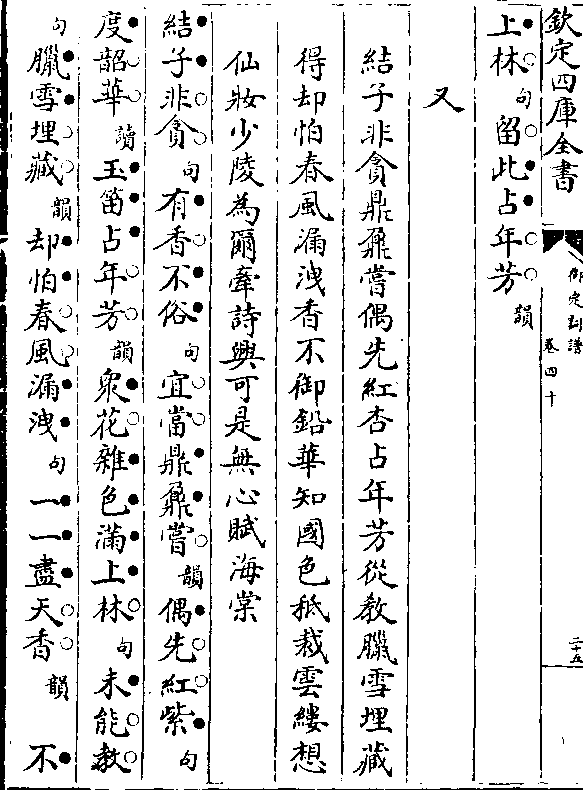 欽定四庫全書
御定詞譜
卷四十
二十五
上林句留此占年芳韻
又
結子非貪鼎鼐嘗偶先紅杏占年芳從教臘雪埋藏
得却怕春風漏洩香不御鉛華知國色祇裁雲縷想
仙妝少陵為爾牽詩興可是無心賦海棠
結子非貪句有香不俗句宜當鼎鼐嘗韻偶先紅紫句
度韶華讀玉笛占年芳韻衆花雜色滿上林句未能教
句臘雪埋藏韻却怕春風漏洩句一一盡天香韻不